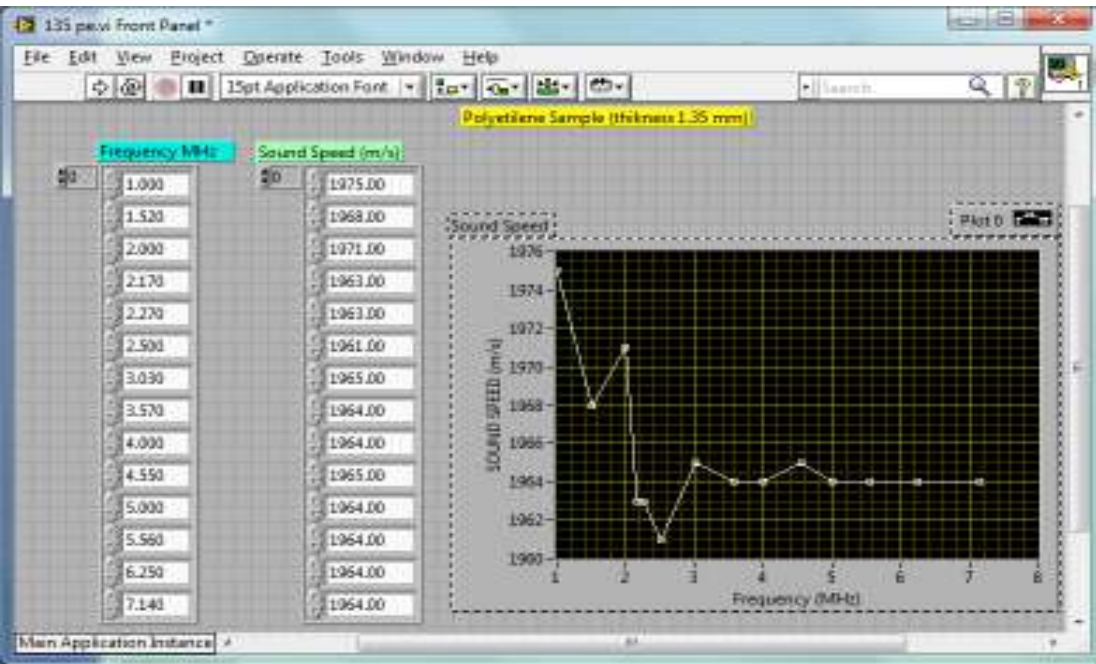 135 pe.vi Front Panel *
File Edit View Project Operate Tools Window Help
15pt Application Font
Search
Polyetilene Sample (thikness 1.35 mm)
Frequency MHz Sound Speed (m/s)
0 0
1.000 1975.00
1.520 1968.00
2.000 1971.00
2.170 1963.00
2.270 1963.00
2.500 1961.00
3.030 1965.00
3.570 1964.00
4.000 1964.00
4.550 1965.00
5.000 1964.00
5.560 1964.00
6.250 1964.00
7.140 1964.00
Sound Speed
Plot 0
1976
1974
1972
1970
1968
1966
1964
1962
1960
SOUND SPEED (m/s)
1 2 3 4 5 6 7 8
Frequency (MHz)
Main Application Instance